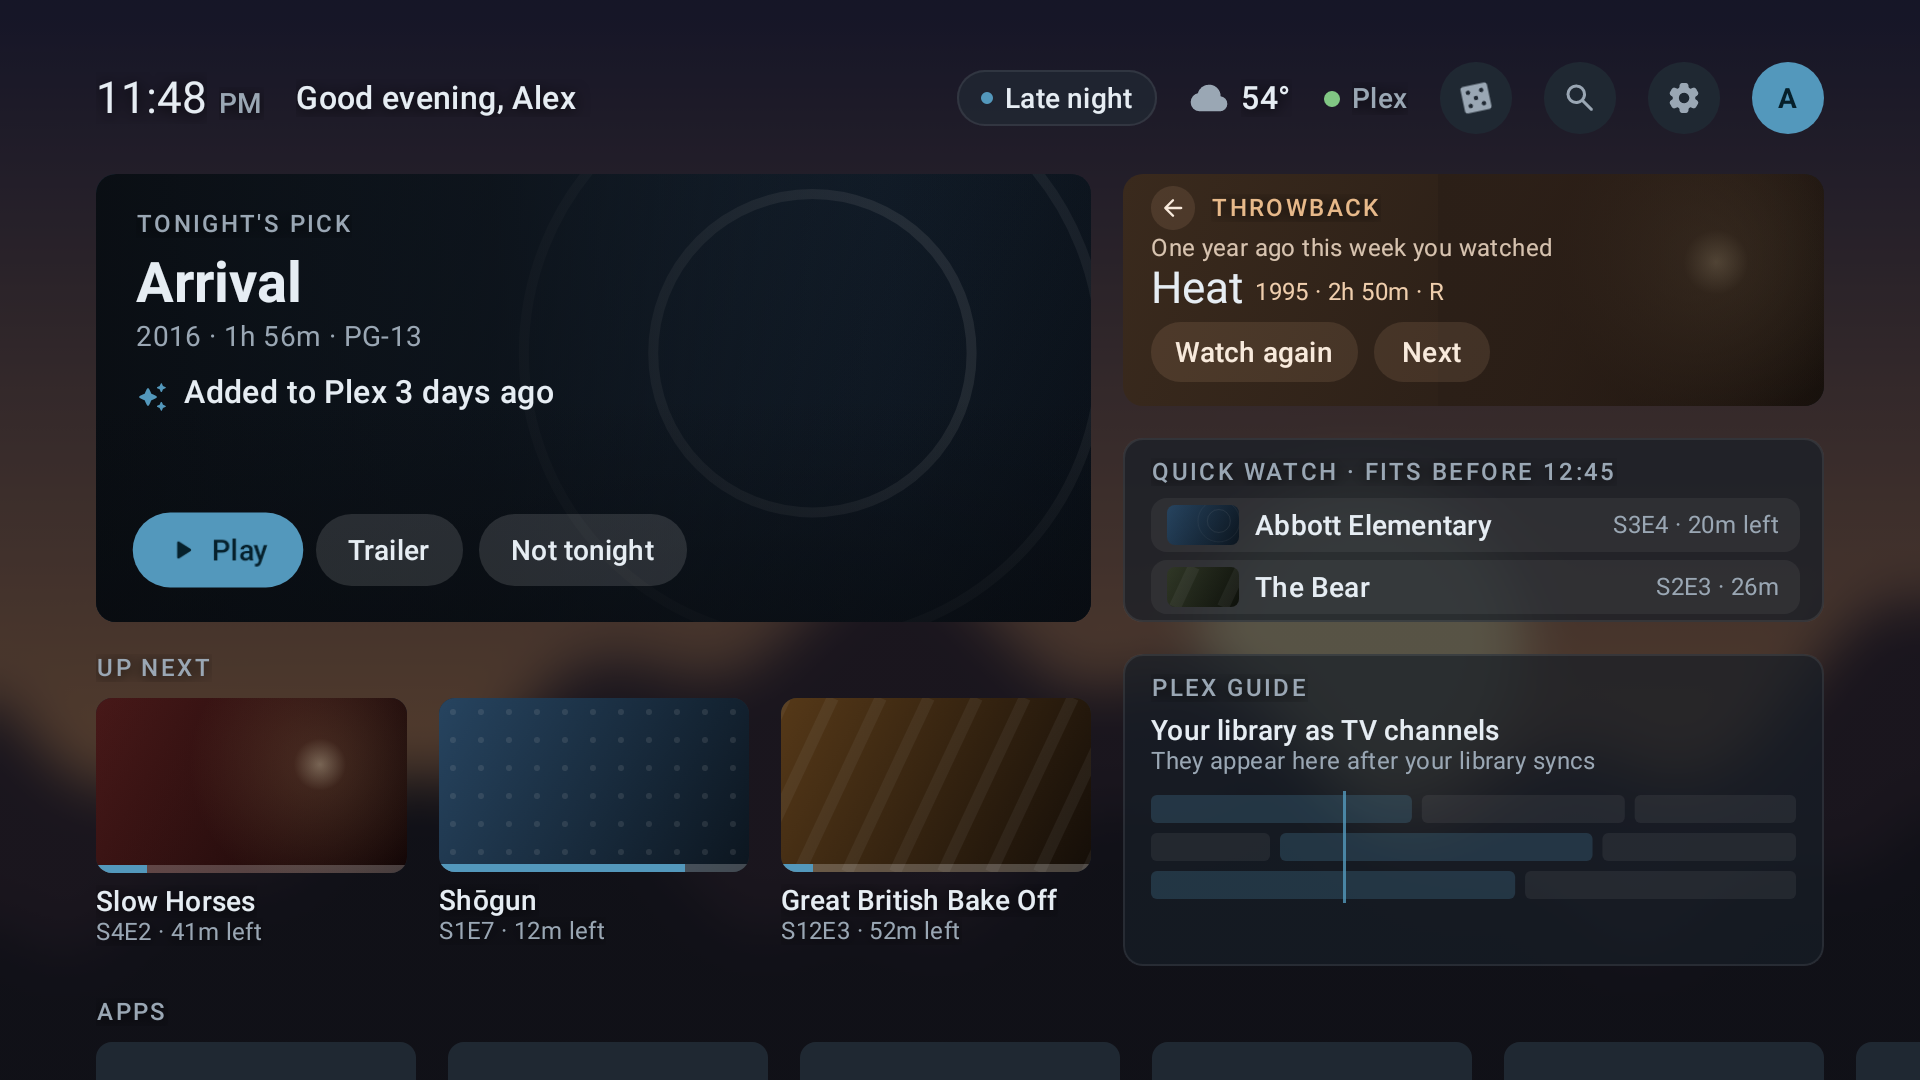 11:48 PM
Good evening, Alex
Late night
54°
Plex
A
TONIGHT'S PICK
Arrival
2016 · 1h 56m · PG-13
Added to Plex 3 days ago
Play
Trailer
Not tonight
THROWBACK
One year ago this week you watched
Heat 1995 · 2h 50m · R
Watch again
Next
QUICK WATCH · FITS BEFORE 12:45
Abbott Elementary S3E4 · 20m left
The Bear S2E3 · 26m
UP NEXT
Slow Horses
S4E2 · 41m left
Shōgun
S1E7 · 12m left
Great British Bake Off
S12E3 · 52m left
PLEX GUIDE
Your library as TV channels
They appear here after your library syncs
APPS